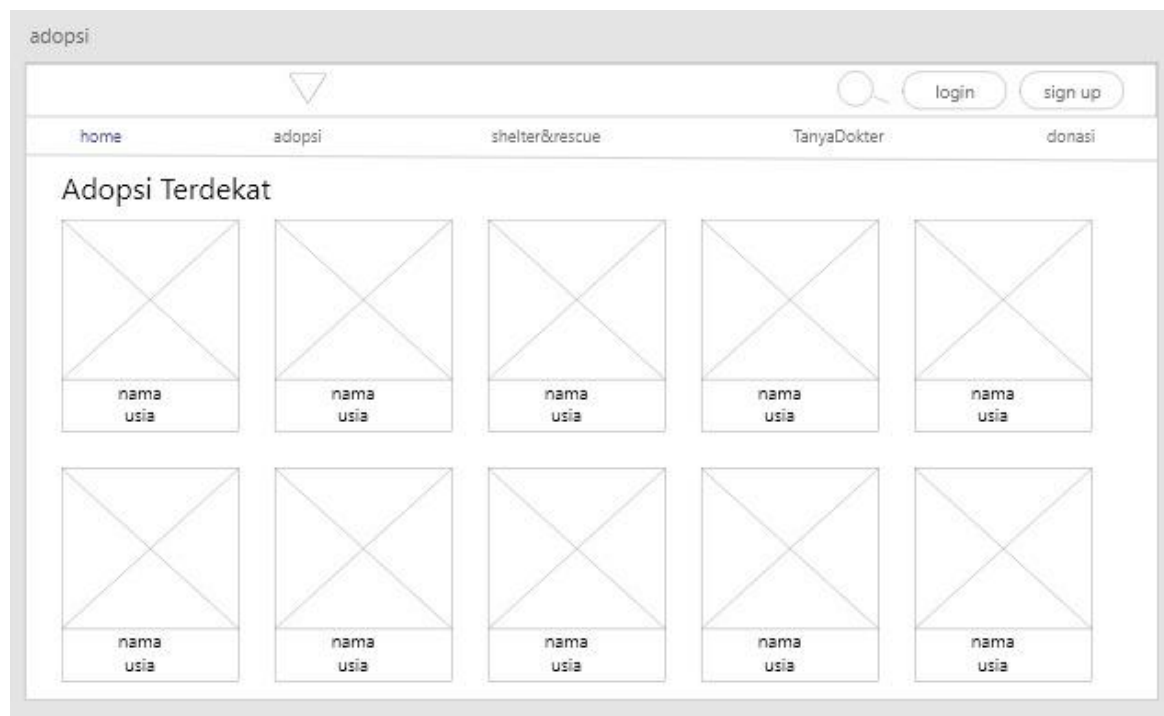 adopsi
login sign up
home adopsi shelter&rescue TanyaDokter donasi
Adopsi Terdekat
nama nama nama nama nama
usia usia usia usia usia
nama nama nama nama nama
usia usia usia usia usia